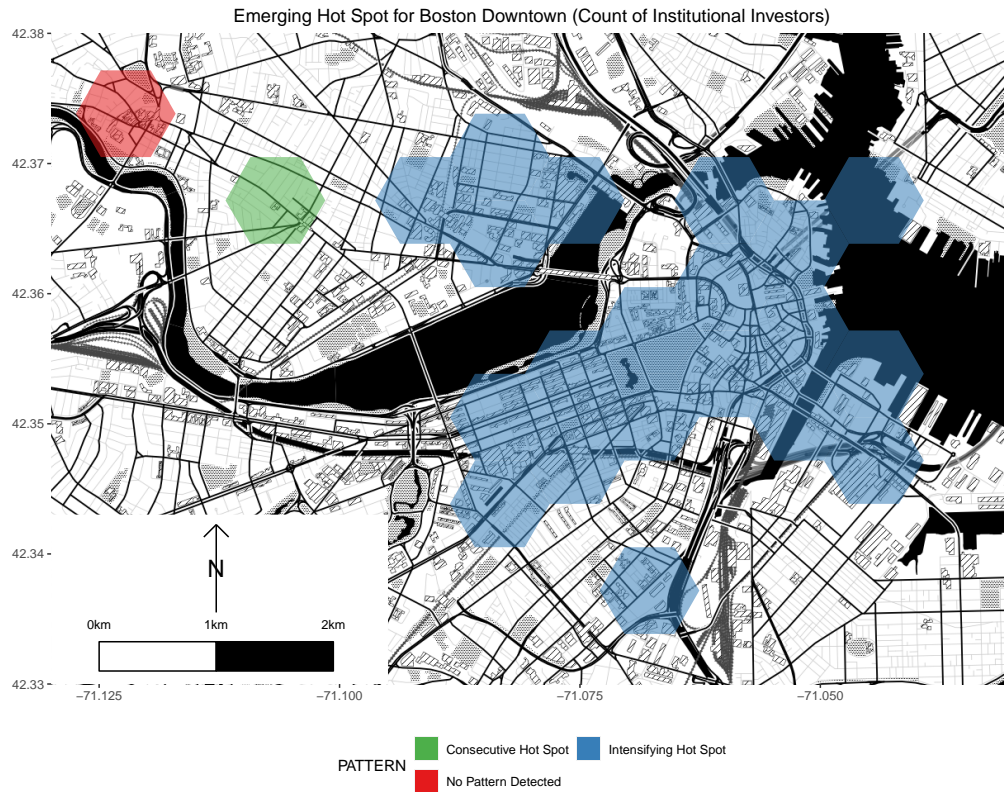 Emerging Hot Spot for Boston Downtown (Count of Institutional Investors)
42.38
42.37
42.36
42.35
42.34
42.33
N
0km 1km 2km
−71.125 −71.100 −71.075 −71.050
PATTERN
Consecutive Hot Spot Intensifying Hot Spot
No Pattern Detected